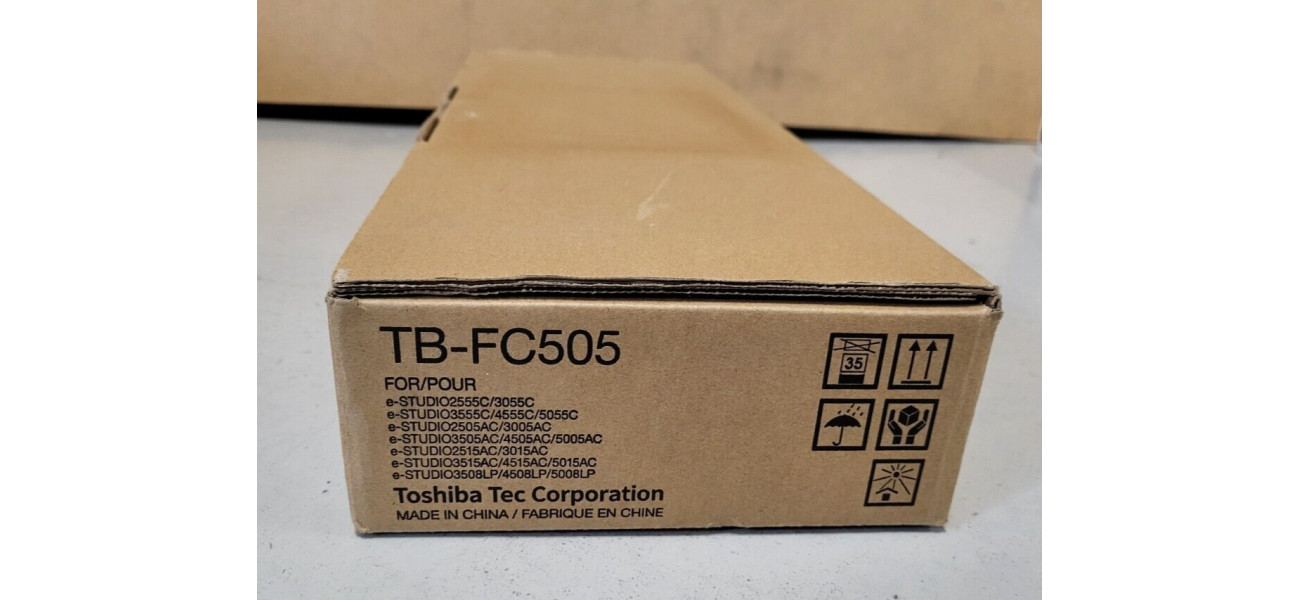 TB-FC505
FOR/POUR
e-STUDIO2555C/3055C
e-STUDIO3555C/4555C/5055C
e-STUDIO2505AC/3005AC
e-STUDIO3505AC/4505AC/5005AC
e-STUDIO2515AC/3015AC
e-STUDIO3515AC/4515AC/5015AC
e-STUDIO3508LP/4508LP/5008LP
Toshiba Tec Corporation
MADE IN CHINA / FABRIQUE EN CHINE
35